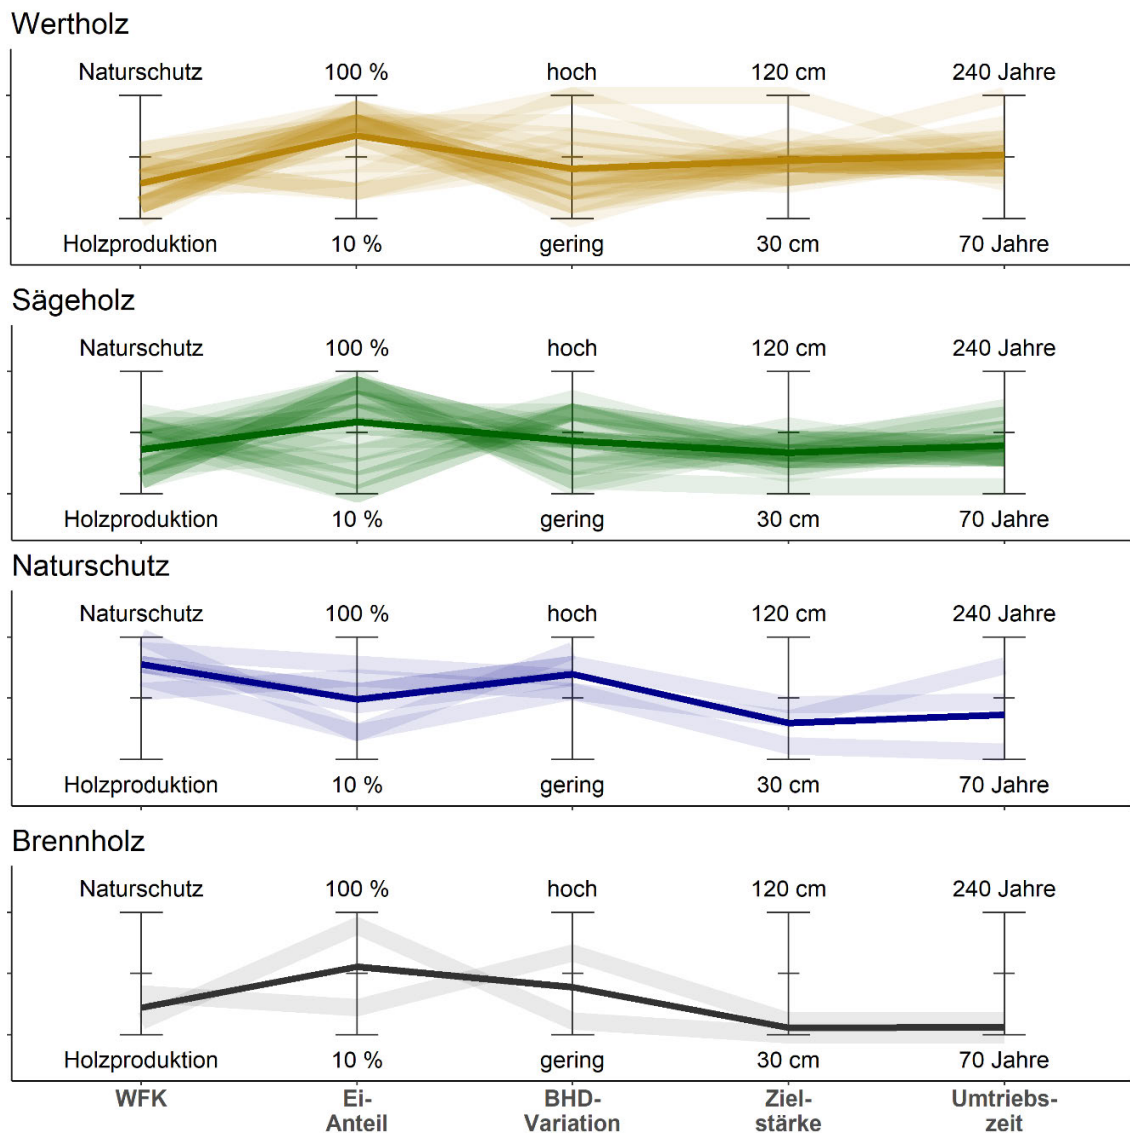 Wertholz
Naturschutz 100 % hoch 120 cm 240 Jahre
Holzproduktion 10 % gering 30 cm 70 Jahre
Sägeholz
Naturschutz 100 % hoch 120 cm 240 Jahre
Holzproduktion 10 % gering 30 cm 70 Jahre
Naturschutz
Naturschutz 100 % hoch 120 cm 240 Jahre
Holzproduktion 10 % gering 30 cm 70 Jahre
Brennholz
Naturschutz 100 % hoch 120 cm 240 Jahre
Holzproduktion 10 % gering 30 cm 70 Jahre
WFK Ei- BHD- Ziel- Umtriebs-
Anteil Variation stärke zeit